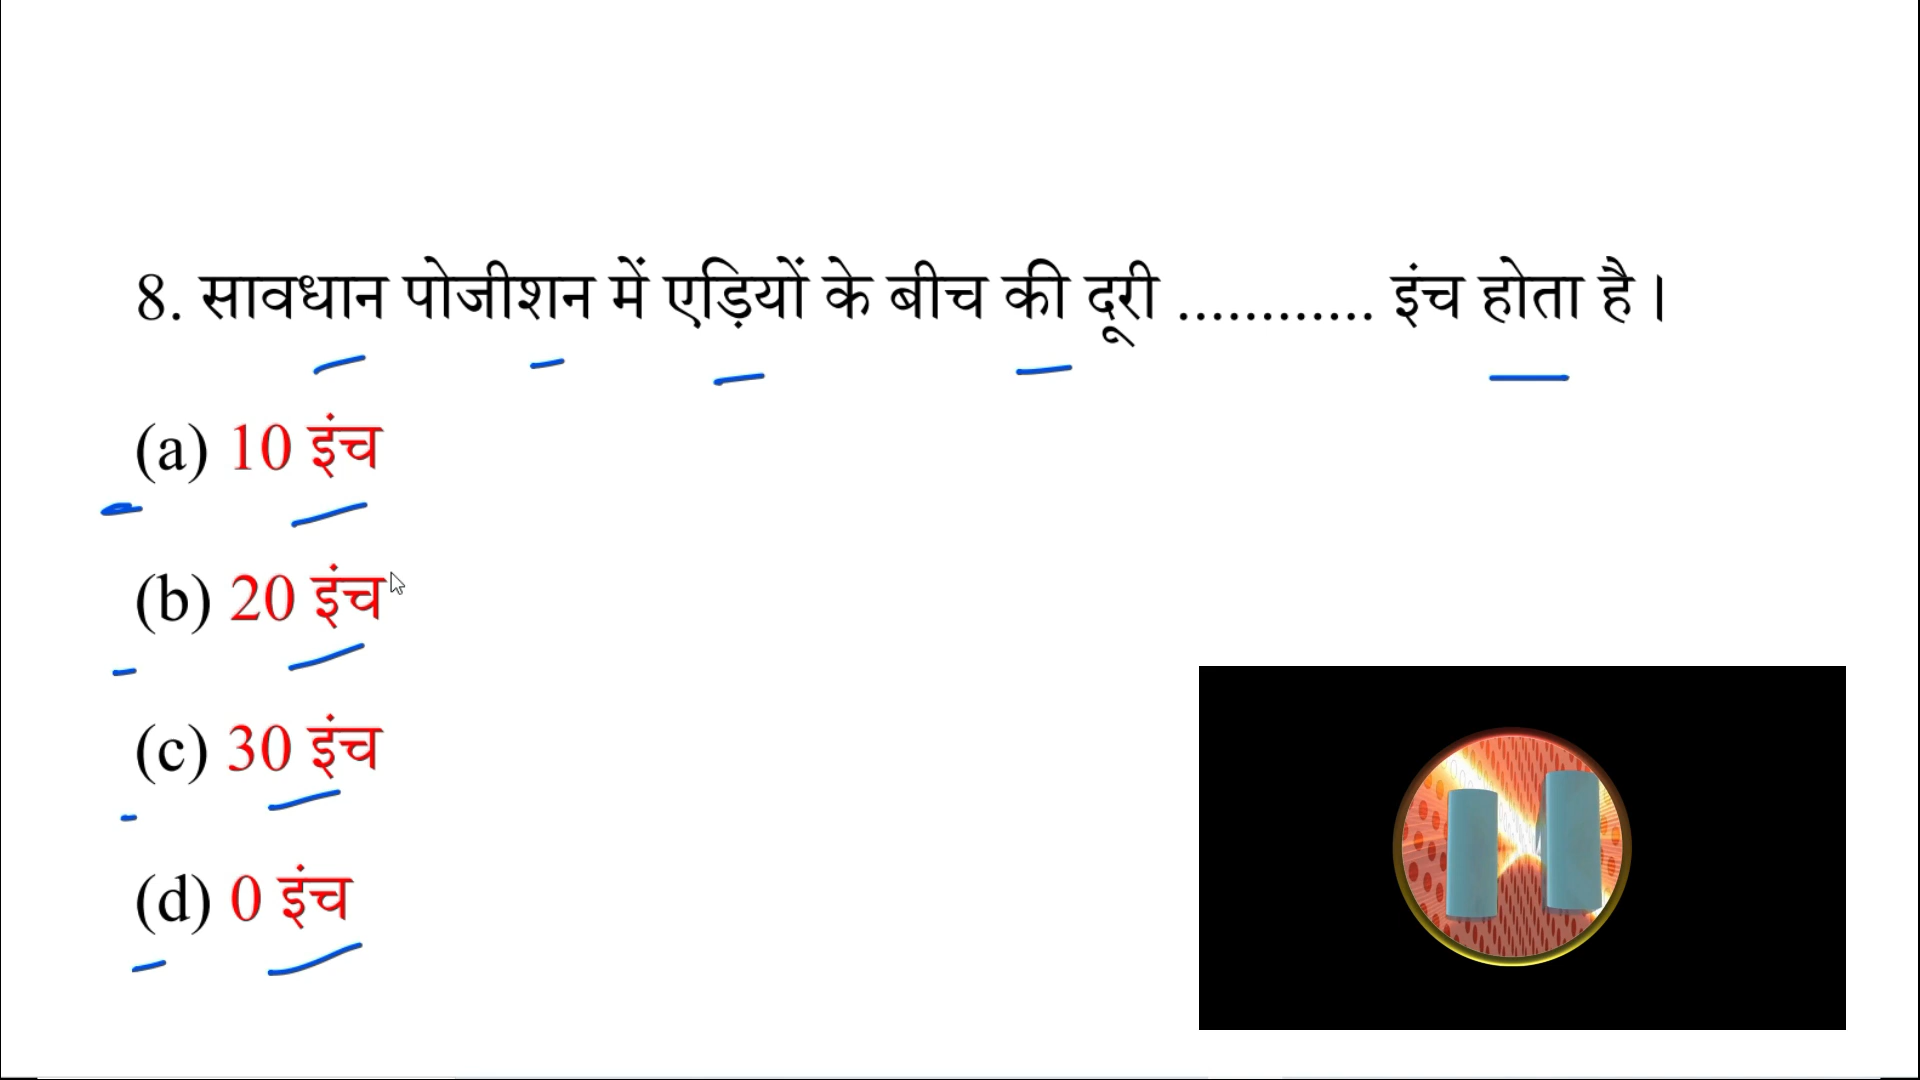 8. सावधान पोजीशन में एड़ियों के बीच की दूरी ............ इंच होता है।
(a) 10 इंच
(b) 20 इंच
(c) 30 इंच
(d) 0 इंच